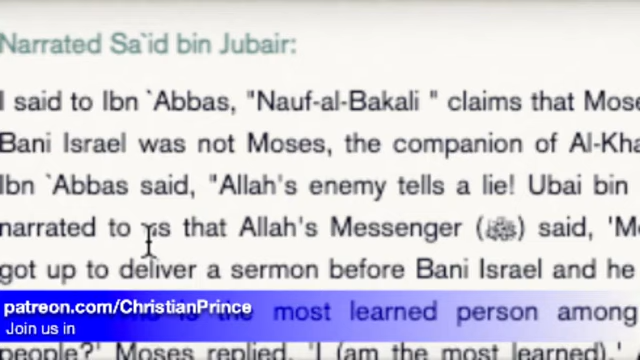 Narrated Sa`id bin Jubair:
I said to Ibn `Abbas, "Nauf-al-Bakali " claims that Mose
Bani Israel was not Moses, the companion of Al-Kha
Ibn `Abbas said, "Allah's enemy tells a lie! Ubai bin
narrated to us that Allah's Messenger (ﷺ) said, 'Mo
got up to deliver a sermon before Bani Israel and he
is the most learned person among
patreon.com/ChristianPrince
Join us in
people?' Moses replied, 'I (am the most learned).'